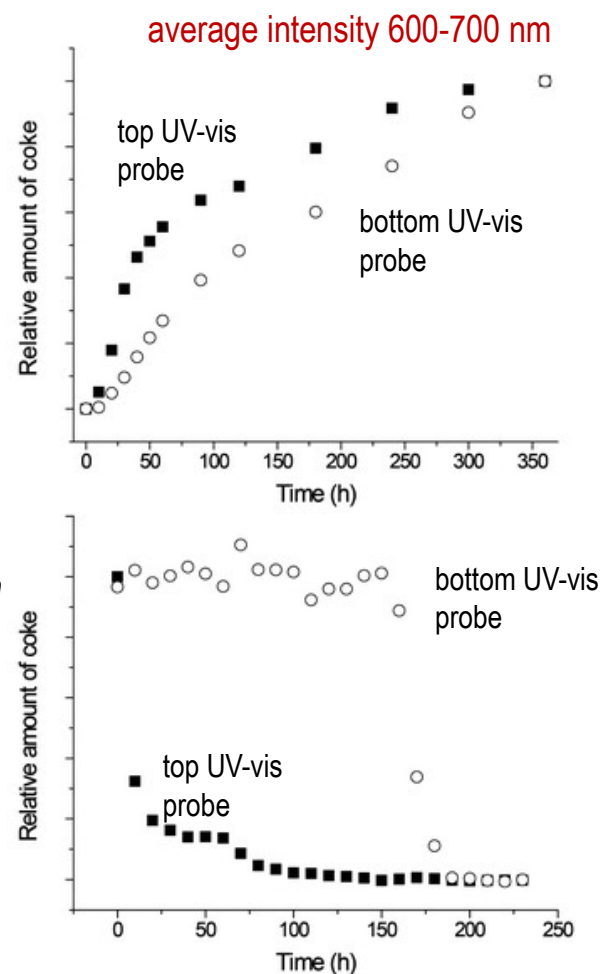 average intensity 600-700 nm
top UV-vis
probe
bottom UV-vis
probe
Relative amount of coke
0 50 100 150 200 250 300 350
Time (h)
bottom UV-vis
probe
top UV-vis
probe
Relative amount of coke
0 50 100 150 200 250
Time (h)